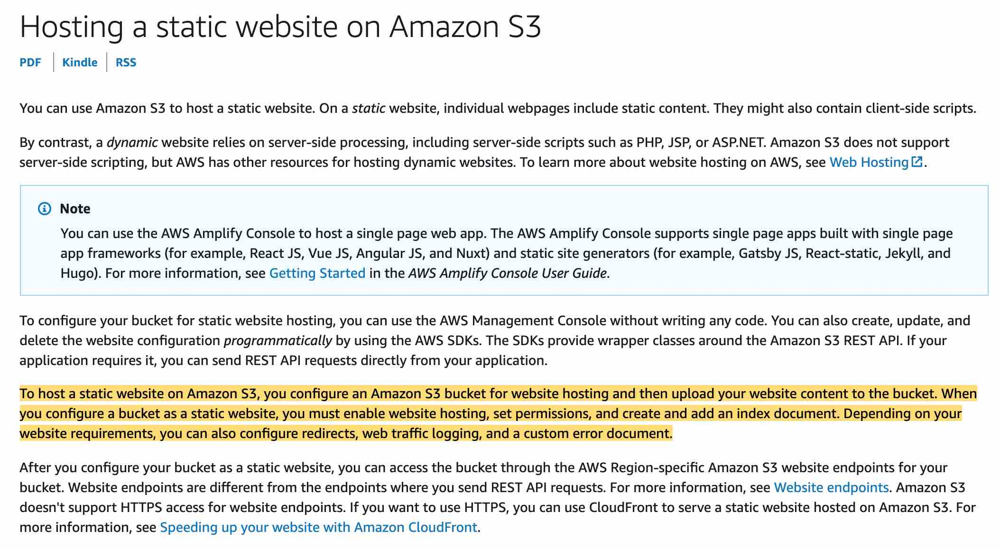 Hosting a static website on Amazon S3
PDF
Kindle
RSS
You can use Amazon S3 to host a static website. On a static website, individual webpages include static content. They might also contain client-side scripts.
By contrast, a dynamic website relies on server-side processing, including server-side scripts such as PHP, JSP, or ASP.NET. Amazon S3 does not support
server-side scripting, but AWS has other resources for hosting dynamic websites. To learn more about website hosting on AWS, see Web Hosting.
Note
You can use the AWS Amplify Console to host a single page web app. The AWS Amplify Console supports single page apps built with single page
app frameworks (for example, React JS, Vue JS, Angular JS, and Nuxt) and static site generators (for example, Gatsby JS, React-static, Jekyll, and
Hugo). For more information, see Getting Started in the AWS Amplify Console User Guide.
To configure your bucket for static website hosting, you can use the AWS Management Console without writing any code. You can also create, update, and
delete the website configuration programmatically by using the AWS SDKs. The SDKs provide wrapper classes around the Amazon S3 REST API. If your
application requires it, you can send REST API requests directly from your application.
To host a static website on Amazon S3, you configure an Amazon S3 bucket for website hosting and then upload your website content to the bucket. When
you configure a bucket as a static website, you must enable website hosting, set permissions, and create and add an index document. Depending on your
website requirements, you can also configure redirects, web traffic logging, and a custom error document.
After you configure your bucket as a static website, you can access the bucket through the AWS Region-specific Amazon S3 website endpoints for your
bucket. Website endpoints are different from the endpoints where you send REST API requests. For more information, see Website endpoints. Amazon S3
doesn't support HTTPS access for website endpoints. If you want to use HTTPS, you can use CloudFront to serve a static website hosted on Amazon S3. For
more information, see Speeding up your website with Amazon CloudFront.